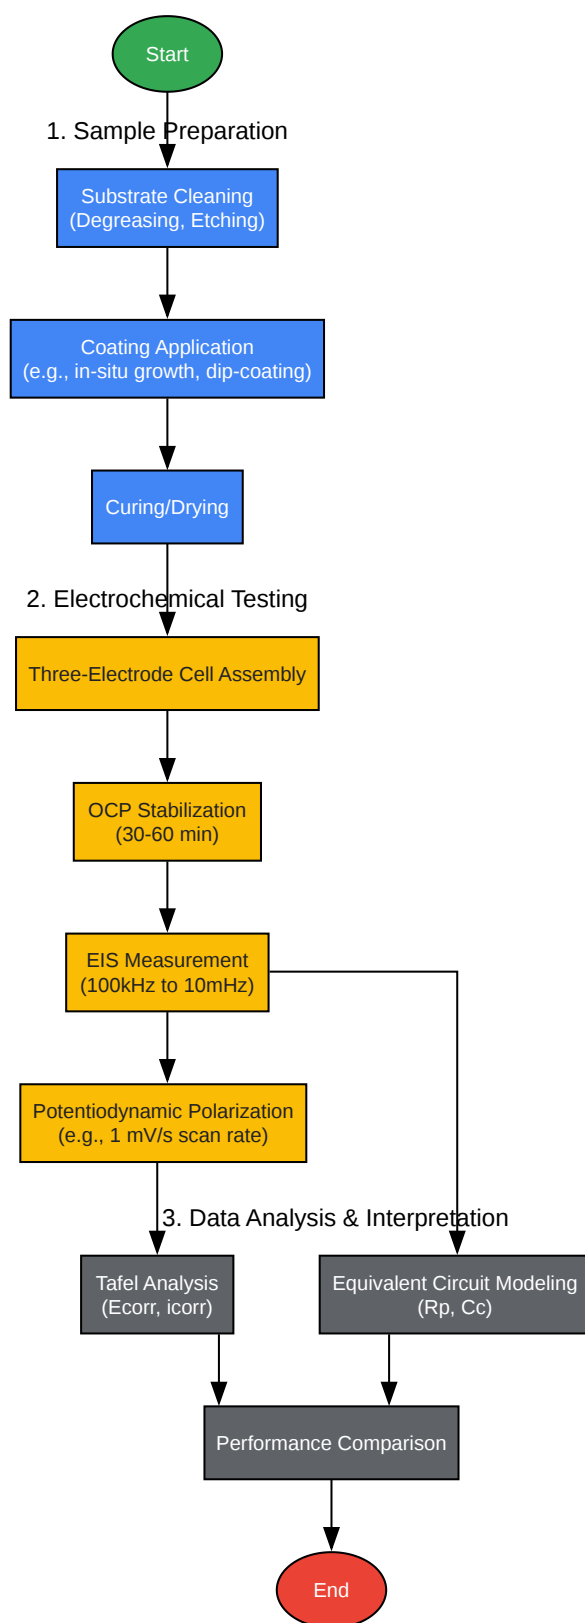 Start
1. Sample Preparation
Substrate Cleaning
(Degreasing, Etching)
Coating Application
(e.g., in-situ growth, dip-coating)
Curing/Drying
2. Electrochemical Testing
Three-Electrode Cell Assembly
OCP Stabilization
(30-60 min)
EIS Measurement
(100kHz to 10mHz)
Potentiodynamic Polarization
(e.g., 1 mV/s scan rate)
3. Data Analysis & Interpretation
Tafel Analysis
(Ecorr, icorr)
Equivalent Circuit Modeling
(Rp, Cc)
Performance Comparison
End